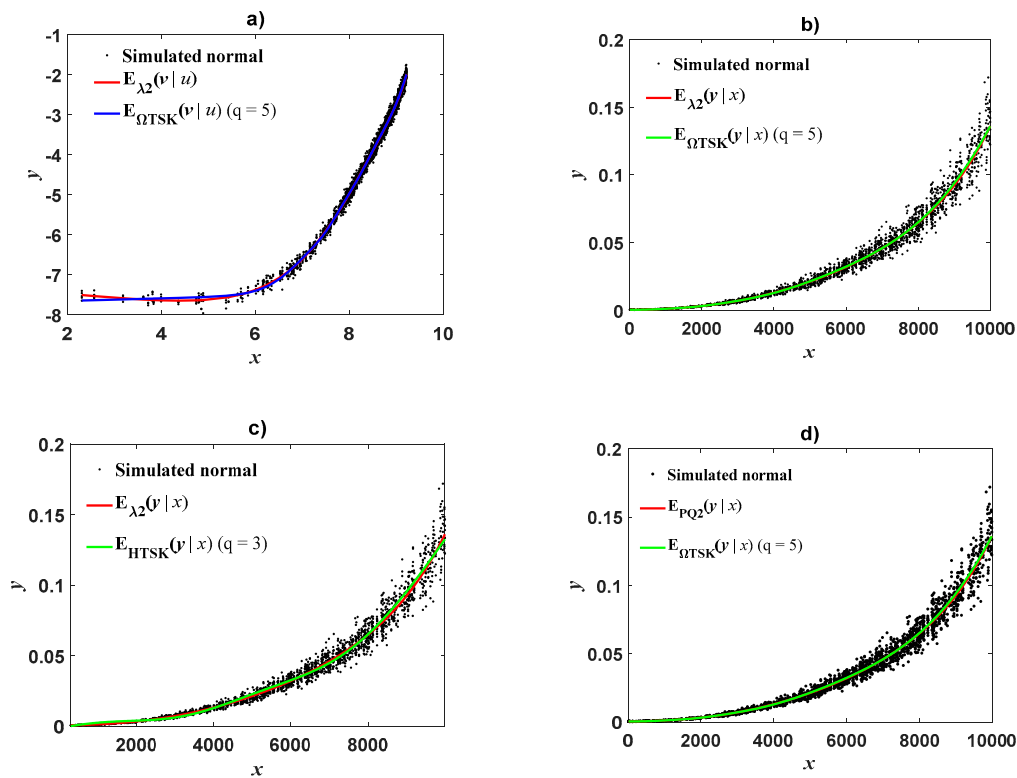 a)
-1
-2
-3
-4
-5
-6
-7
-8
y
Simulated normal
Eλ2(v | u)
EΩTSK(v | u) (q = 5)
2 4 6 8 10
x
b)
0.2
0.15
0.1
0.05
0
y
Simulated normal
Eλ2(y | x)
EΩTSK(y | x) (q = 5)
0 2000 4000 6000 8000 10000
x
c)
0.2
0.15
0.1
0.05
0
y
Simulated normal
Eλ2(y | x)
EHTSK(y | x) (q = 3)
2000 4000 6000 8000
x
d)
0.2
0.15
0.1
0.05
0
y
Simulated normal
EPQ2(y | x)
EΩTSK(y | x) (q = 5)
0 2000 4000 6000 8000 10000
x